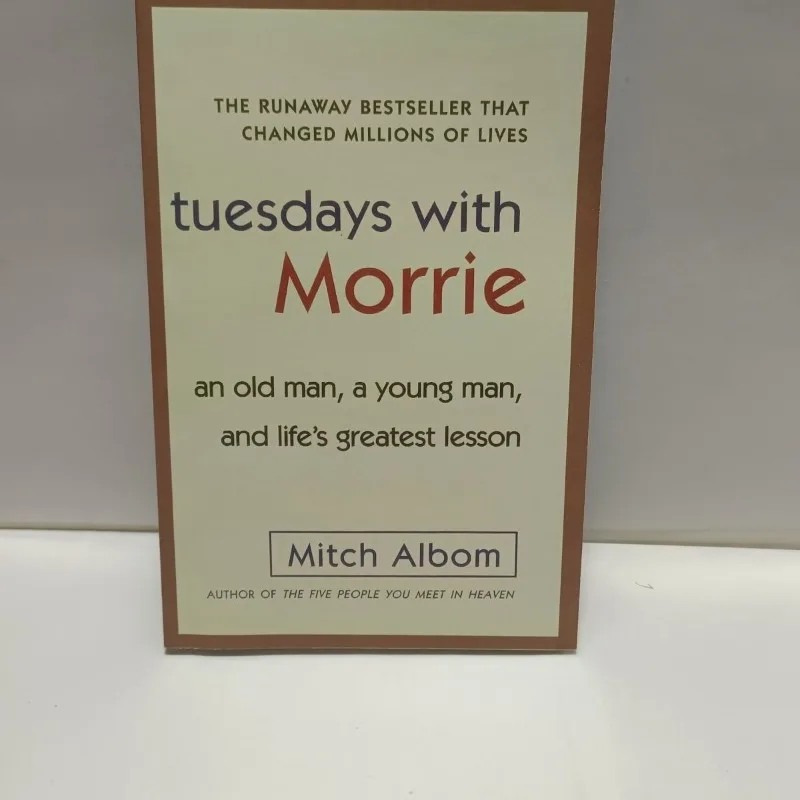 THE RUNAWAY BESTSELLER THAT
CHANGED MILLIONS OF LIVES
tuesdays with
Morrie
an old man, a young man,
and life's greatest lesson
Mitch Albom
AUTHOR OF THE FIVE PEOPLE YOU MEET IN HEAVEN